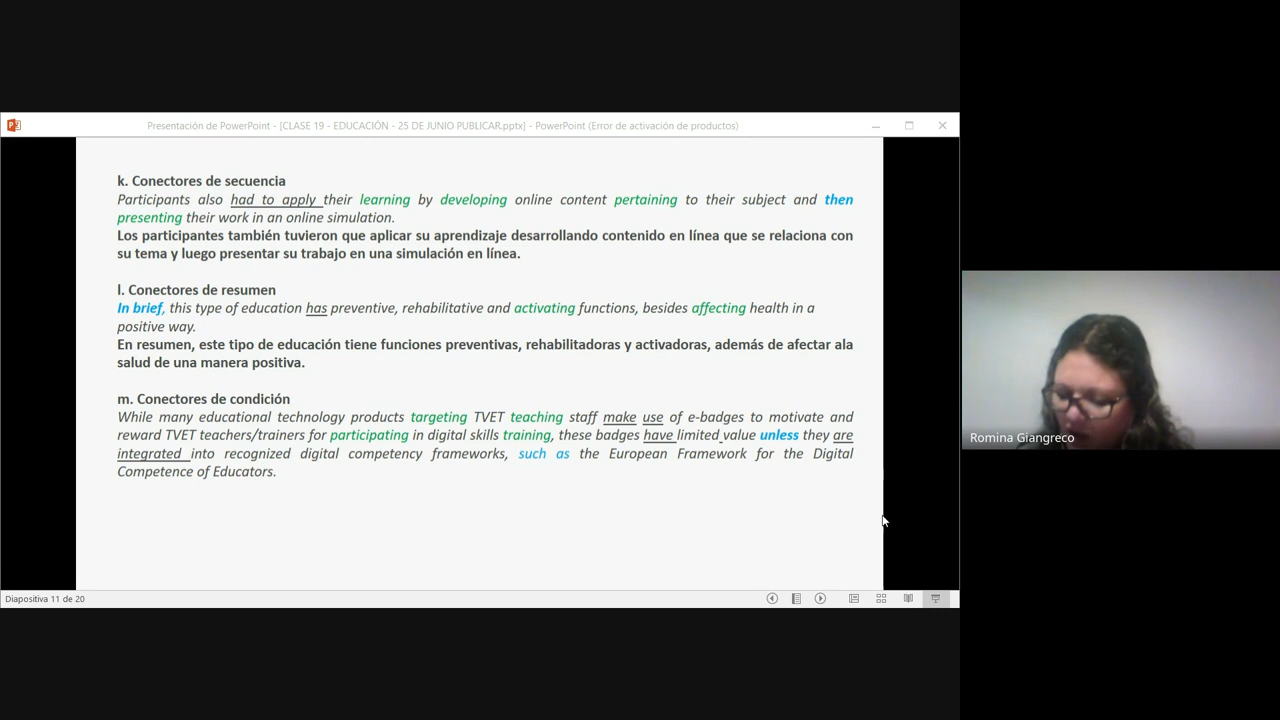 Presentación de PowerPoint - [CLASE 19 - EDUCACIÓN - 25 DE JUNIO PUBLICAR.pptx] - PowerPoint (Error de activación de productos)
k. Conectores de secuencia
Participants also had to apply their learning by developing online content pertaining to their subject and then
presenting their work in an online simulation.
Los participantes también tuvieron que aplicar su aprendizaje desarrollando contenido en línea que se relaciona con
su tema y luego presentar su trabajo en una simulación en línea.
l. Conectores de resumen
In brief, this type of education has preventive, rehabilitative and activating functions, besides affecting health in a
positive way.
En resumen, este tipo de educación tiene funciones preventivas, rehabilitadoras y activadoras, además de afectar ala
salud de una manera positiva.
m. Conectores de condición
While many educational technology products targeting TVET teaching staff make use of e-badges to motivate and
reward TVET teachers/trainers for participating in digital skills training, these badges have limited value unless they are
integrated into recognized digital competency frameworks, such as the European Framework for the Digital
Competence of Educators.
Romina Giangreco
Diapositiva 11 de 20